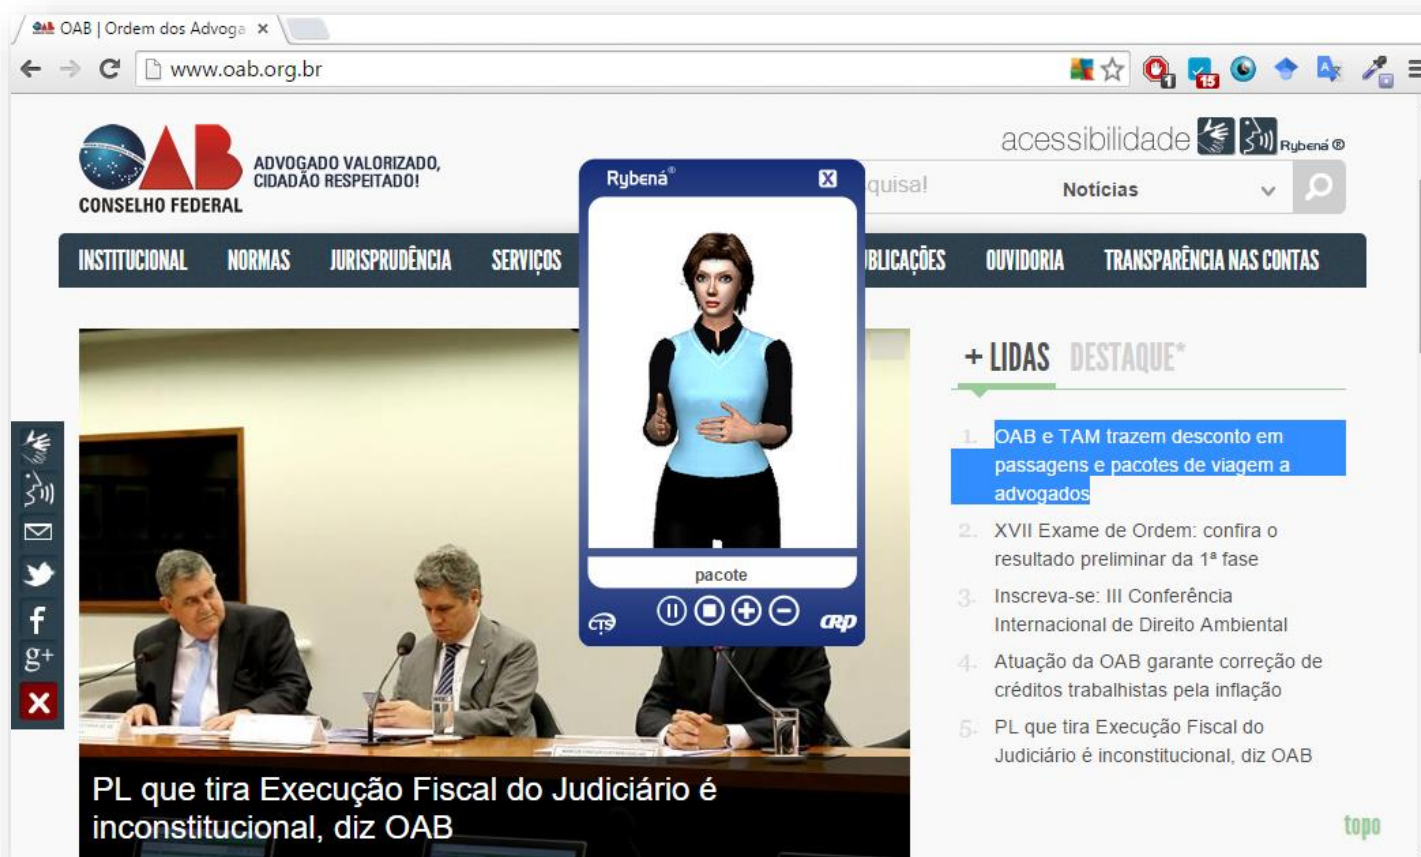 OAB | Ordem dos Advoga
www.oab.org.br
1
15
OAB
CONSELHO FEDERAL
ADVOGADO VALORIZADO,
CIDADÃO RESPEITADO!
acessibilidade
Rybená ®
quisa!
Notícias
INSTITUCIONAL NORMAS JURISPRUDÊNCIA SERVIÇOS BLICAÇÕES OUVIDORIA TRANSPARÊNCIA NAS CONTAS
Rybená®
X
pacote
CTS
CRP
+ LIDAS DESTAQUE*
1. OAB e TAM trazem desconto em
passagens e pacotes de viagem a
advogados
2. XVII Exame de Ordem: confira o
resultado preliminar da 1ª fase
3. Inscreva-se: III Conferência
Internacional de Direito Ambiental
4. Atuação da OAB garante correção de
créditos trabalhistas pela inflação
5. PL que tira Execução Fiscal do
Judiciário é inconstitucional, diz OAB
f
g+
PL que tira Execução Fiscal do Judiciário é
inconstitucional, diz OAB
topo